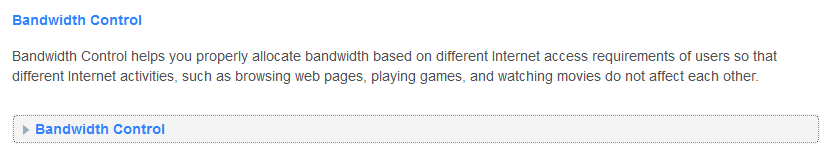 Bandwidth Control
Bandwidth Control helps you properly allocate bandwidth based on different Internet access requirements of users so that
different Internet activities, such as browsing web pages, playing games, and watching movies do not affect each other.
Bandwidth Control